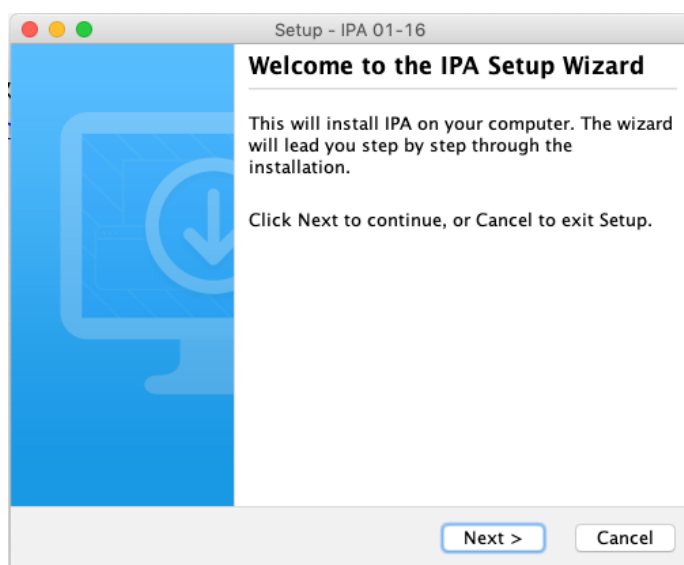 Setup - IPA 01-16
Welcome to the IPA Setup Wizard
This will install IPA on your computer. The wizard
will lead you step by step through the
installation.
Click Next to continue, or Cancel to exit Setup.
Next >
Cancel